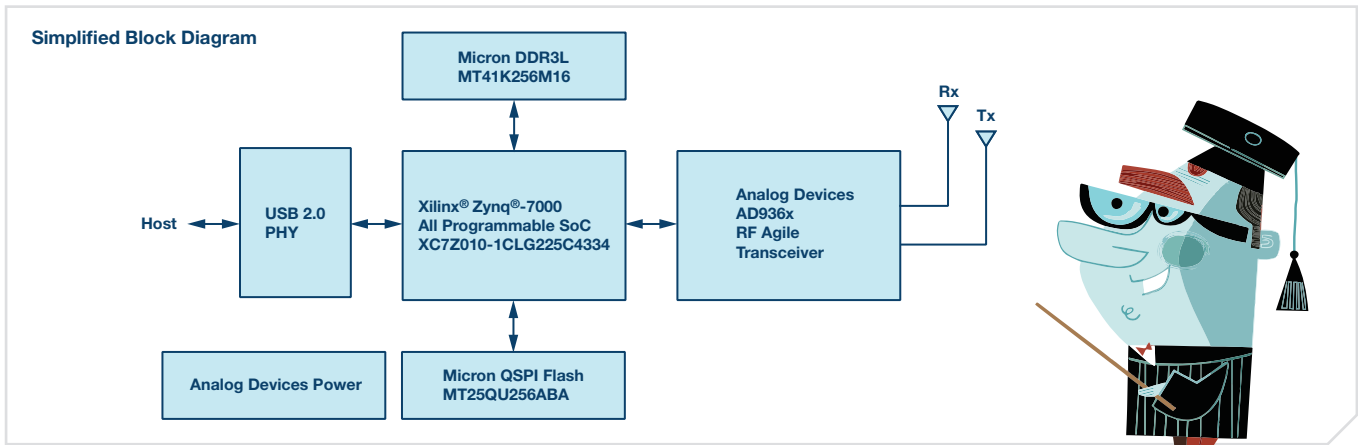 Simplified Block Diagram
Micron DDR3L
MT41K256M16
Rx
Tx
Host
USB 2.0
PHY
Xilinx® Zynq®-7000
All Programmable SoC
XC7Z010-1CLG225C4334
Analog Devices
AD936x
RF Agile
Transceiver
Analog Devices Power
Micron QSPI Flash
MT25QU256ABA